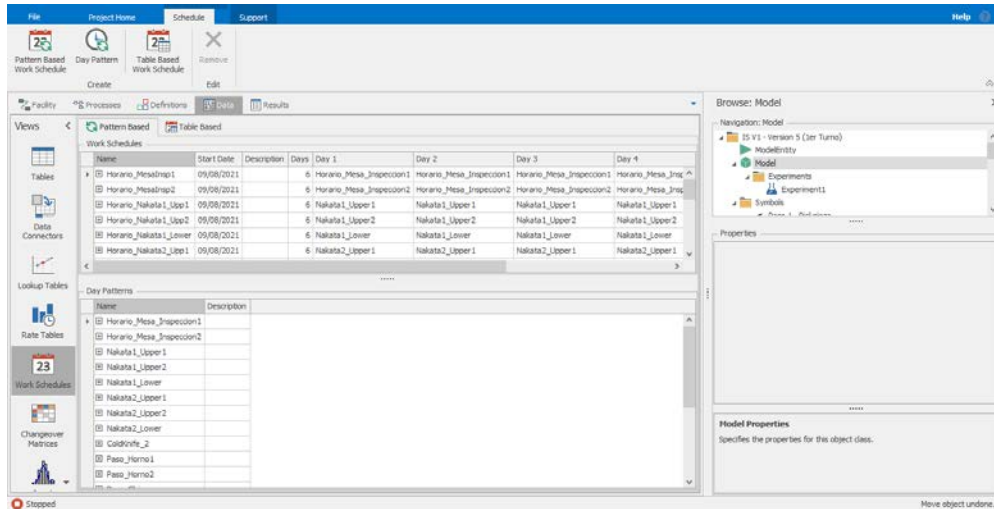 File Project Home Schedule Support Help
Pattern Based Work Schedule
Day Pattern
Table Based Work Schedule
Remove
Create Edit
Facility Processes Definitions Data Results
Views
Pattern Based Table Based
Work Schedules
Name Start Date Description Days Day 1 Day 2 Day 3 Day 4
Horario_MesaInsp1 09/08/2021 6 Horario_Mesa_Inspeccion1 Horario_Mesa_Inspeccion1 Horario_Mesa_Inspeccion1 Horario_Mesa_Insp
Horario_MesaInsp2 09/08/2021 6 Horario_Mesa_Inspeccion2 Horario_Mesa_Inspeccion2 Horario_Mesa_Inspeccion2 Horario_Mesa_Insp
Horario_Nakata1_Upp1 09/08/2021 6 Nakata1_Upper1 Nakata1_Upper1 Nakata1_Upper1 Nakata1_Upper1
Horario_Nakata1_Upp2 09/08/2021 6 Nakata1_Upper2 Nakata1_Upper2 Nakata1_Upper2 Nakata1_Upper2
Horario_Nakata1_Lower 09/08/2021 6 Nakata1_Lower Nakata1_Lower Nakata1_Lower Nakata1_Lower
Horario_Nakata2_Upp1 09/08/2021 6 Nakata2_Upper1 Nakata2_Upper1 Nakata2_Upper1 Nakata2_Upper1
Day Patterns
Name Description
Horario_Mesa_Inspeccion1
Horario_Mesa_Inspeccion2
Nakata1_Upper1
Nakata1_Upper2
Nakata1_Lower
Nakata2_Upper1
Nakata2_Upper2
Nakata2_Lower
ColdKnife_2
Paso_Horno1
Paso_Horno2
Tables
Data Connectors
Lookup Tables
Rate Tables
23
Work Schedules
Changeover Matrices
Browse: Model
Navigation: Model
IS V1 - Version 5 (1er Turno)
ModelEntity
Model
Experiments
Experiment1
Symbols
Properties
Model Properties
Specifies the properties for this object class.
Stopped
Move object undone.